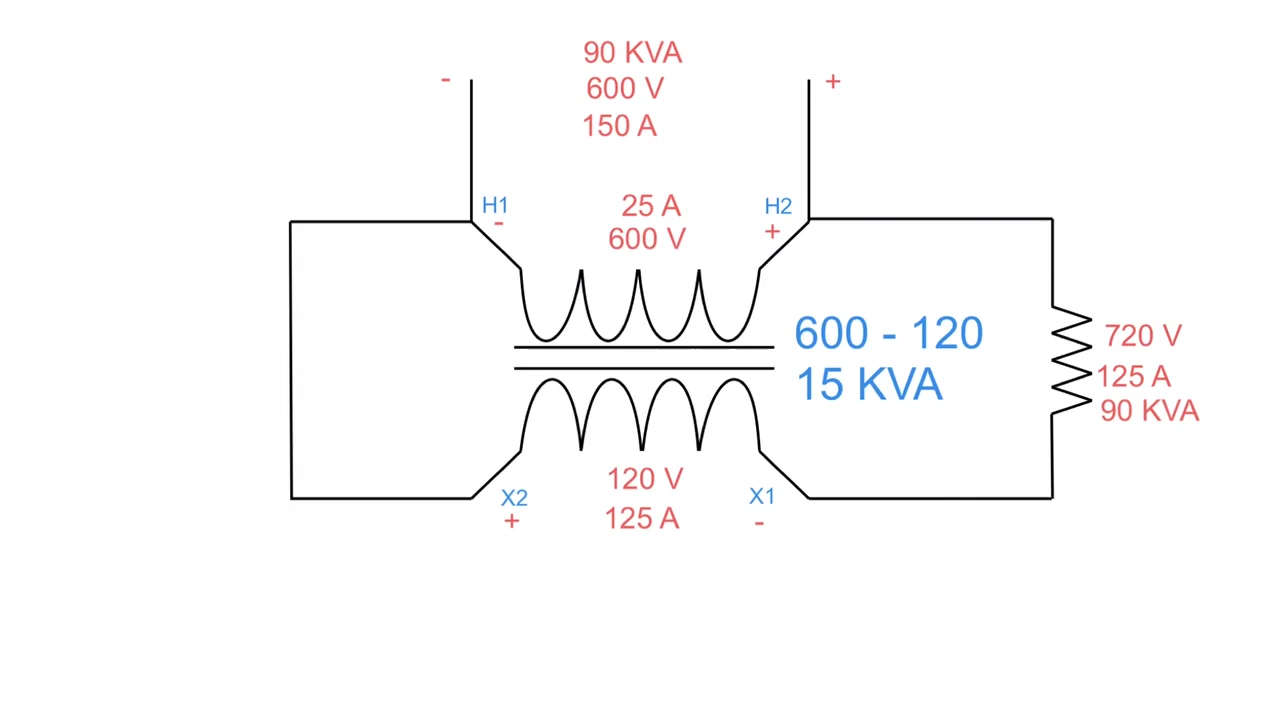 90 KVA
- +
600 V
150 A
H1
-
25 A
H2
+
600 V
600 - 120
15 KVA
720 V
125 A
90 KVA
120 V
X2
+
X1
-
125 A